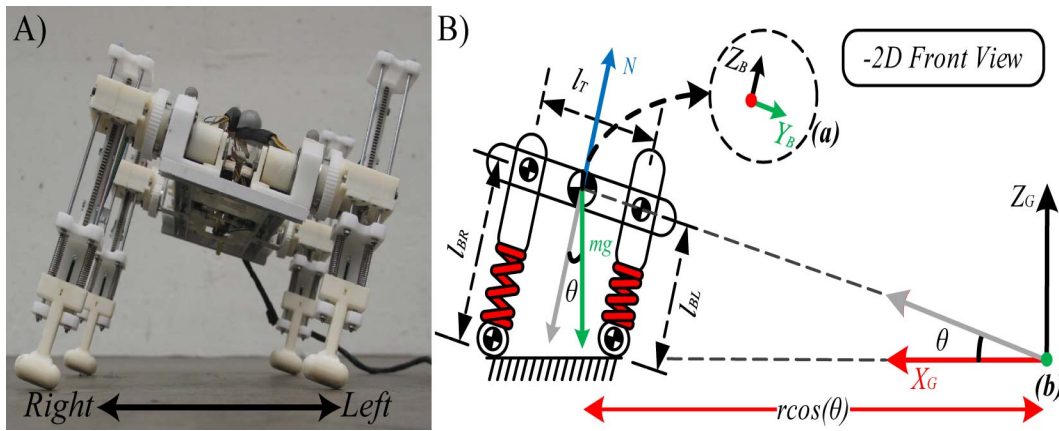 A)
Right
Left
B)
-2D Front View
N
l_T
Z_B
Y_B
(a)
l_BR
mg
θ
l_BL
Z_G
θ
X_G
(b)
rcos(θ)